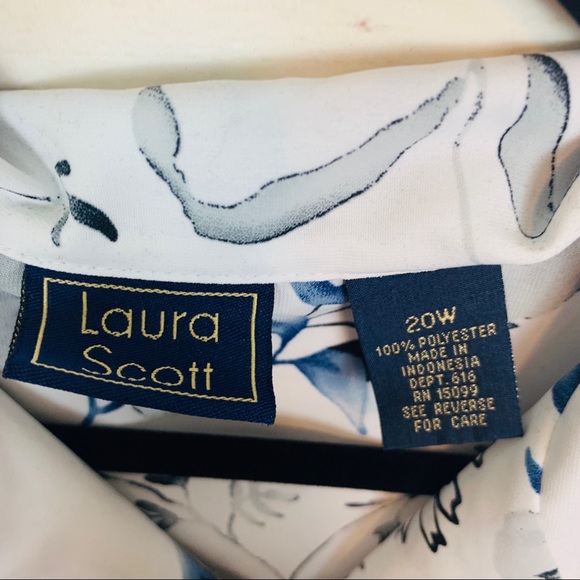 Laura
Scott
20W
100% POLYESTER
MADE IN
INDONESIA
DEPT. 616
RN 15099
SEE REVERSE
FOR CARE